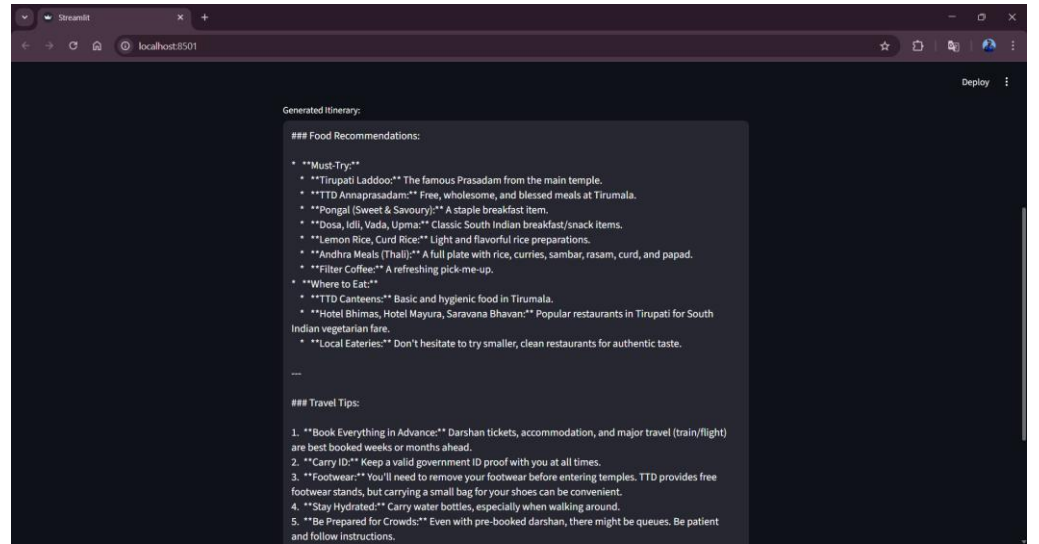 Streamlit
localhost:8501
Deploy
Generated Itinerary:
### Food Recommendations:
* **Must-Try:**
* **Tirupati Laddoo:** The famous Prasadam from the main temple.
* **TTD Annaprasadam:** Free, wholesome, and blessed meals at Tirumala.
* **Pongal (Sweet & Savoury):** A staple breakfast item.
* **Dosa, Idli, Vada, Upma:** Classic South Indian breakfast/snack items.
* **Lemon Rice, Curd Rice:** Light and flavorful rice preparations.
* **Andhra Meals (Thali):** A full plate with rice, curries, sambar, rasam, curd, and papad.
* **Filter Coffee:** A refreshing pick-me-up.
* **Where to Eat:**
* **TTD Canteens:** Basic and hygienic food in Tirumala.
* **Hotel Bhimas, Hotel Mayura, Saravana Bhavan:** Popular restaurants in Tirupati for South
Indian vegetarian fare.
* **Local Eateries:** Don't hesitate to try smaller, clean restaurants for authentic taste.
---
### Travel Tips:
1. **Book Everything in Advance:** Darshan tickets, accommodation, and major travel (train/flight)
are best booked weeks or months ahead.
2. **Carry ID:** Keep a valid government ID proof with you at all times.
3. **Footwear:** You'll need to remove your footwear before entering temples. TTD provides free
footwear stands, but carrying a small bag for your shoes can be convenient.
4. **Stay Hydrated:** Carry water bottles, especially when walking around.
5. **Be Prepared for Crowds:** Even with pre-booked darshan, there might be queues. Be patient
and follow instructions.